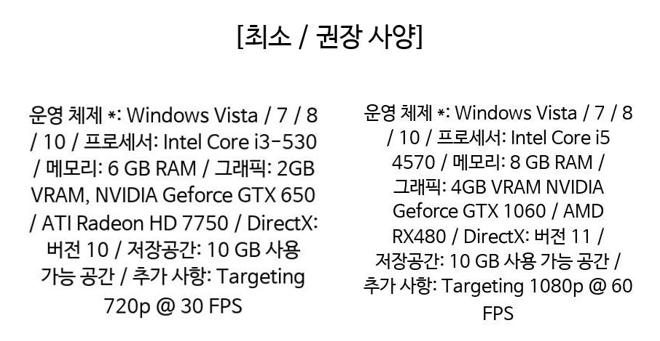 [최소 / 권장 사양]
운영 체제 *: Windows Vista / 7 / 8
/ 10 / 프로세서: Intel Core i3-530
/ 메모리: 6 GB RAM / 그래픽: 2GB
VRAM, NVIDIA Geforce GTX 650
/ ATI Radeon HD 7750 / DirectX:
버전 10 / 저장공간: 10 GB 사용
가능 공간 / 추가 사항: Targeting
720p @ 30 FPS
운영 체제 *: Windows Vista / 7 / 8
/ 10 / 프로세서: Intel Core i5
4570 / 메모리: 8 GB RAM /
그래픽: 4GB VRAM NVIDIA
Geforce GTX 1060 / AMD
RX480 / DirectX: 버전 11 /
저장공간: 10 GB 사용 가능 공간 /
추가 사항: Targeting 1080p @ 60
FPS